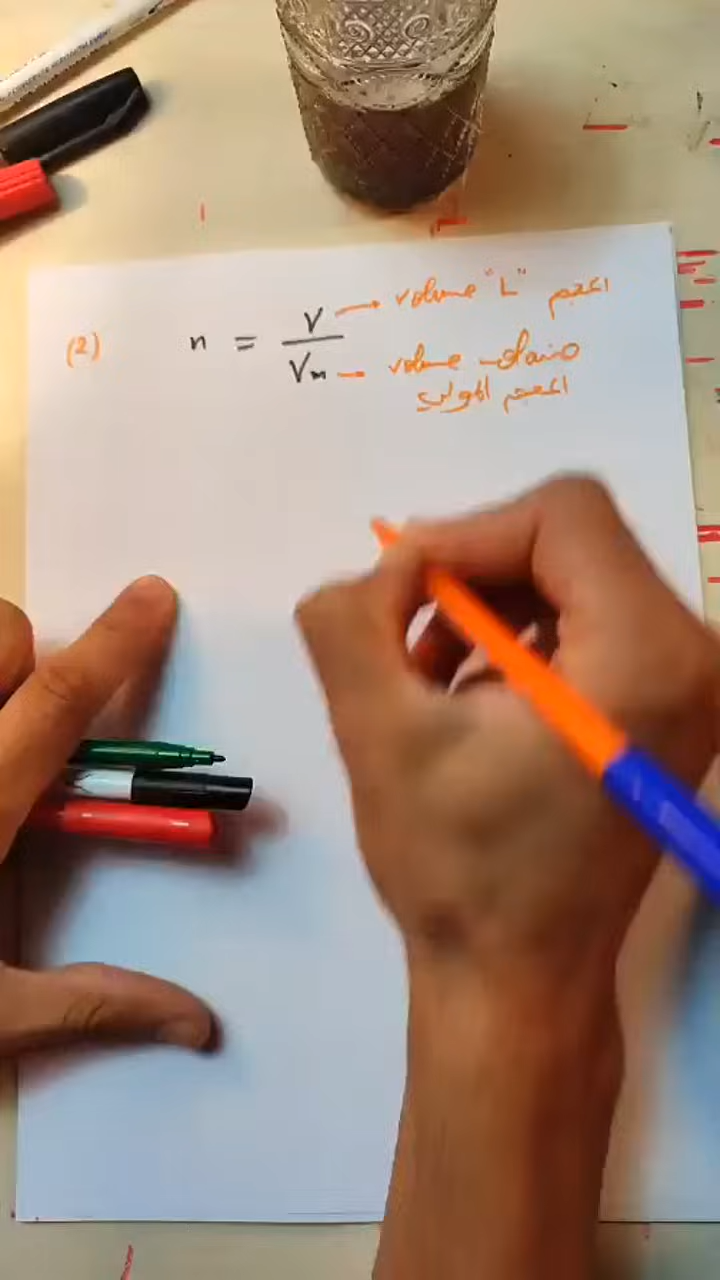 (2) n = V / Vm
volume "L" الحجم
volume molaire
الحجم المولي